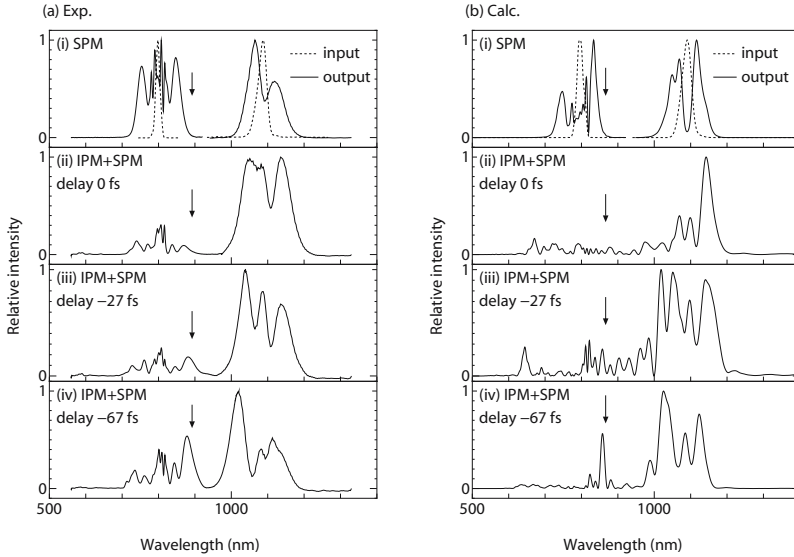 (a) Exp.
(i) SPM
input
output
(ii) IPM+SPM
delay 0 fs
(iii) IPM+SPM
delay −27 fs
(iv) IPM+SPM
delay −67 fs
1
0
1
0
1
0
1
0
500
1000
Relative intensity
Wavelength (nm)
(b) Calc.
(i) SPM
input
output
(ii) IPM+SPM
delay 0 fs
(iii) IPM+SPM
delay −27 fs
(iv) IPM+SPM
delay −67 fs
1
0
1
0
1
0
1
0
500
1000
Relative intensity
Wavelength (nm)